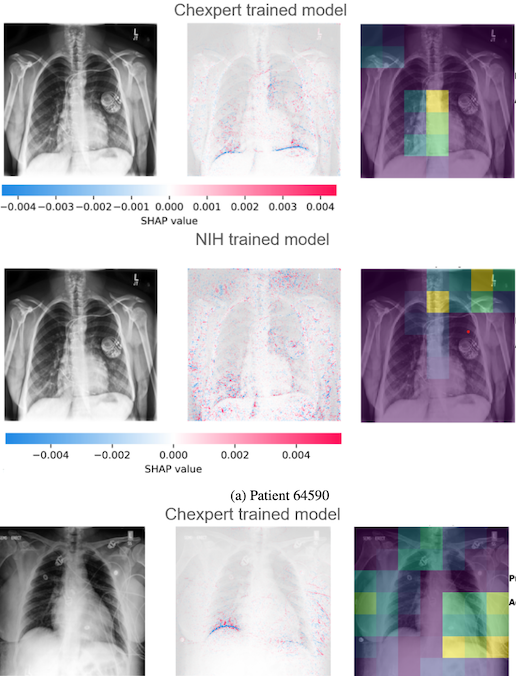 Chexpert trained model
L
−0.004 −0.003 −0.002 −0.001 0.000 0.001 0.002 0.003 0.004
SHAP value
NIH trained model
L
−0.004 −0.002 0.000 0.002 0.004
SHAP value
(a) Patient 64590
Chexpert trained model